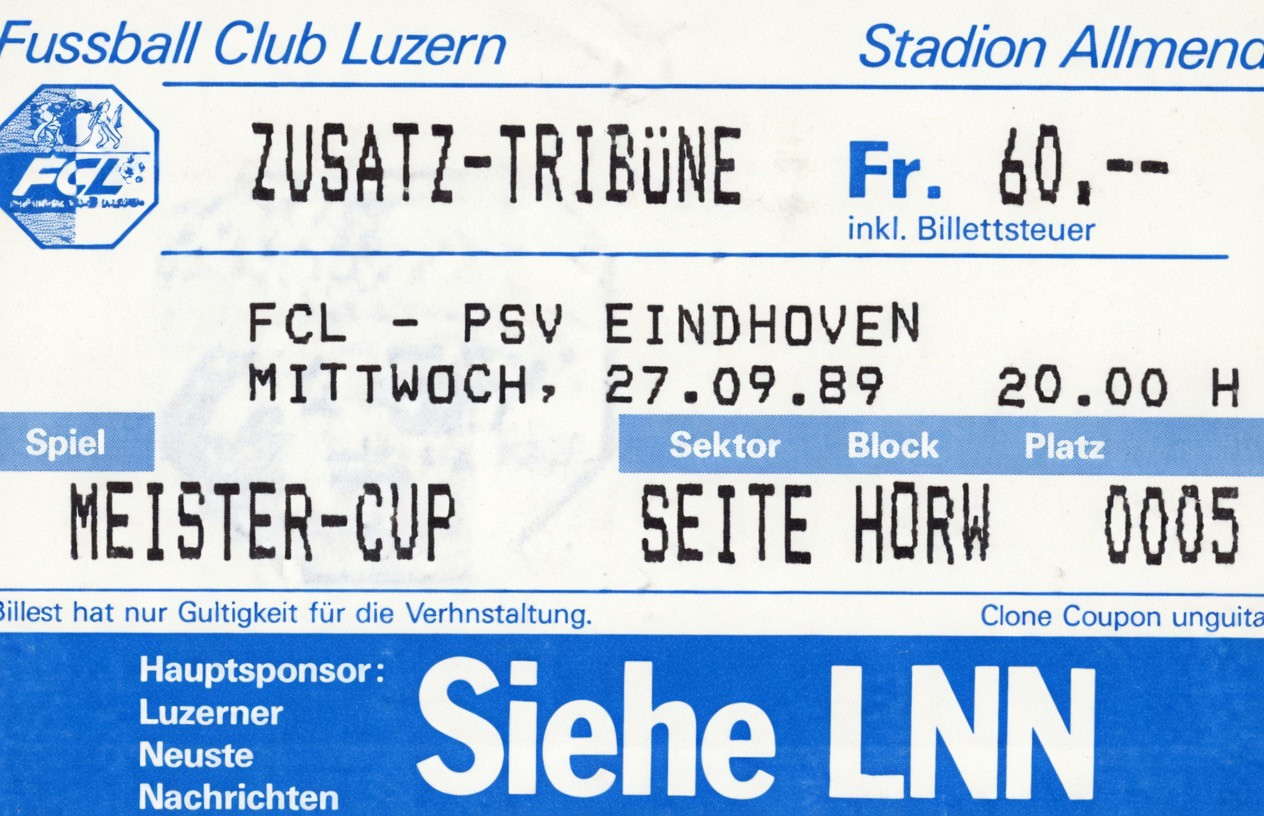 Fussball Club Luzern
Stadion Allmend
FCL
ZUSATZ-TRIBÜNE
Fr. 60,--
inkl. Billettsteuer
FCL - PSV EINDHOVEN
MITTWOCH, 27.09.89 20.00 H
Spiel
Sektor Block Platz
MEISTER-CUP
SEITE HORW 0005
Billest hat nur Gultigkeit für die Verhnstaltung.
Clone Coupon unguita
Hauptsponsor:
Luzerner
Neuste
Nachrichten
Siehe LNN